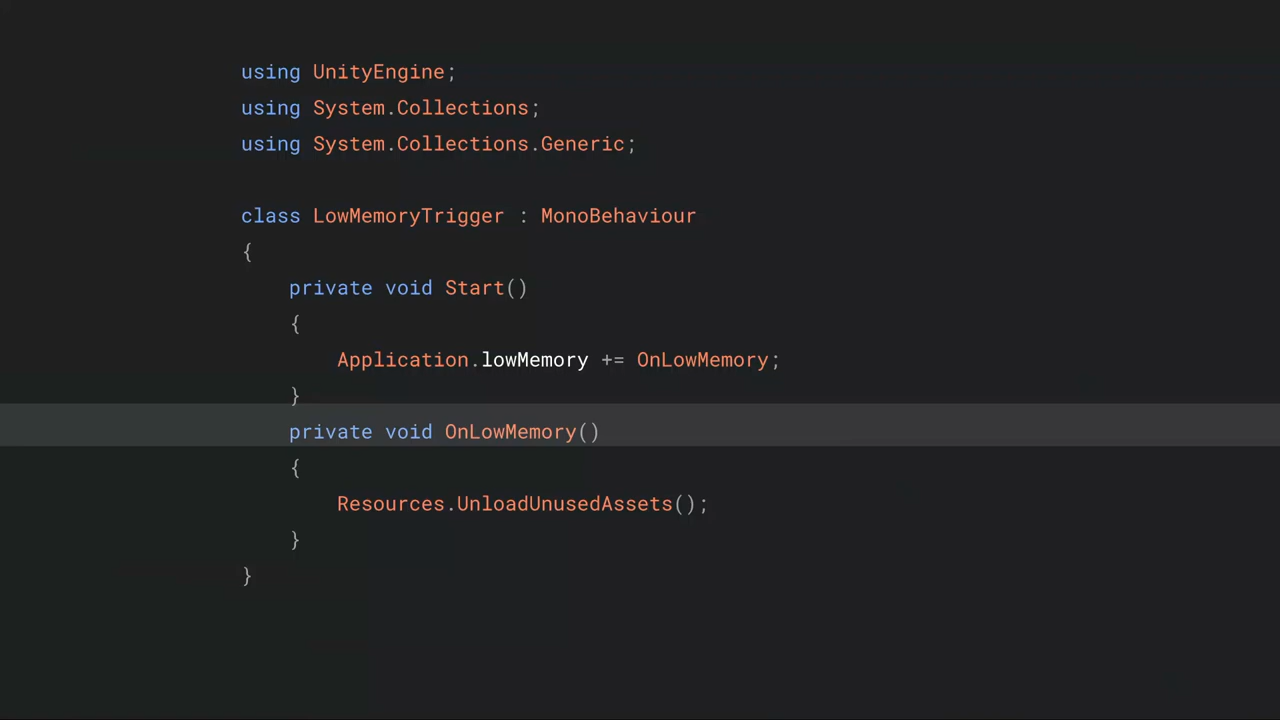 using UnityEngine;
using System.Collections;
using System.Collections.Generic;
class LowMemoryTrigger : MonoBehaviour
{
private void Start()
{
Application.lowMemory += OnLowMemory;
}
private void OnLowMemory()
{
Resources.UnloadUnusedAssets();
}
}